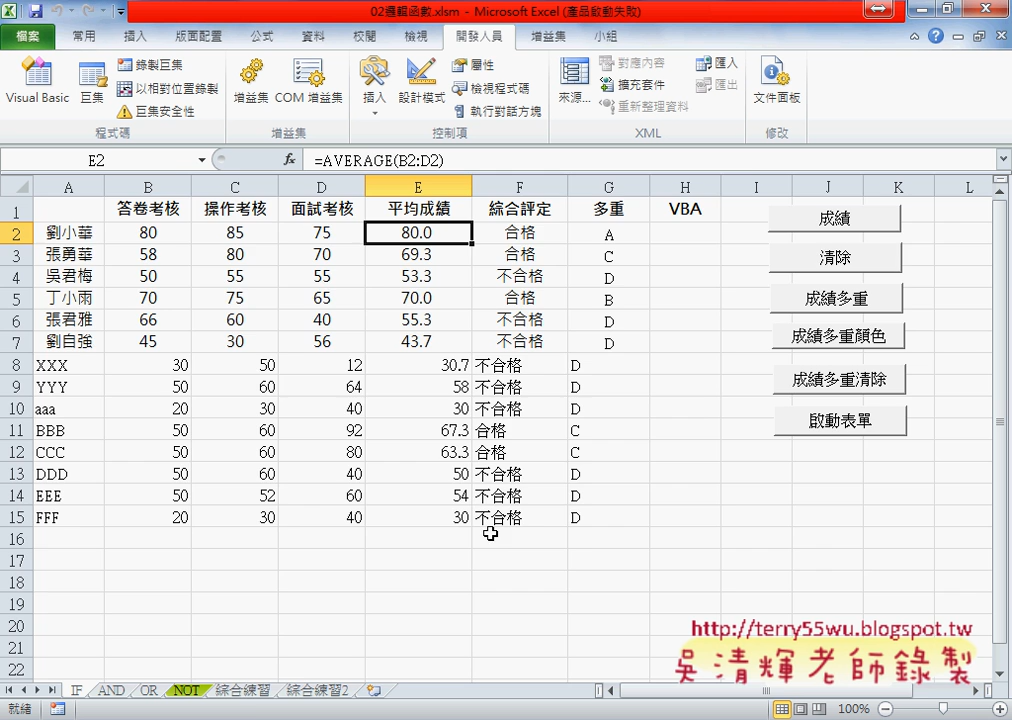 02邏輯函數.xlsm - Microsoft Excel (產品啟動失敗)
檔案 常用 插入 版面配置 公式 資料 校閱 檢視 開發人員 增益集 小組
Visual Basic 巨集 錄製巨集 以相對位置錄製 巨集安全性 程式碼
增益集 COM 增益集 增益集
插入 設計模式 屬性 檢視程式碼 執行對話方塊 控制項
來源... 對應內容 擴充套件 重新整理資料 匯入 匯出 XML
文件面板 修改
E2 fx =AVERAGE(B2:D2)
A B C D E F G H I J K L
1 答卷考核 操作考核 面試考核 平均成績 綜合評定 多重 VBA
2 劉小華 80 85 75 80.0 合格 A
3 張勇華 58 80 70 69.3 合格 C
4 吳君梅 50 55 55 53.3 不合格 D
5 丁小雨 70 75 65 70.0 合格 B
6 張君雅 66 60 40 55.3 不合格 D
7 劉自強 45 30 56 43.7 不合格 D
8 XXX 30 50 12 30.7 不合格 D
9 YYY 50 60 64 58 不合格 D
10 aaa 20 30 40 30 不合格 D
11 BBB 50 60 92 67.3 合格 C
12 CCC 50 60 80 63.3 合格 C
13 DDD 50 60 40 50 不合格 D
14 EEE 50 52 60 54 不合格 D
15 FFF 20 30 40 30 不合格 D
16
17
18
19
20
21
22
成績
清除
成績多重
成績多重顏色
成績多重清除
啟動表單
http://terry55wu.blogspot.tw
吳清輝老師錄製
IF AND OR NOT 綜合練習 綜合練習2
就緒 100%